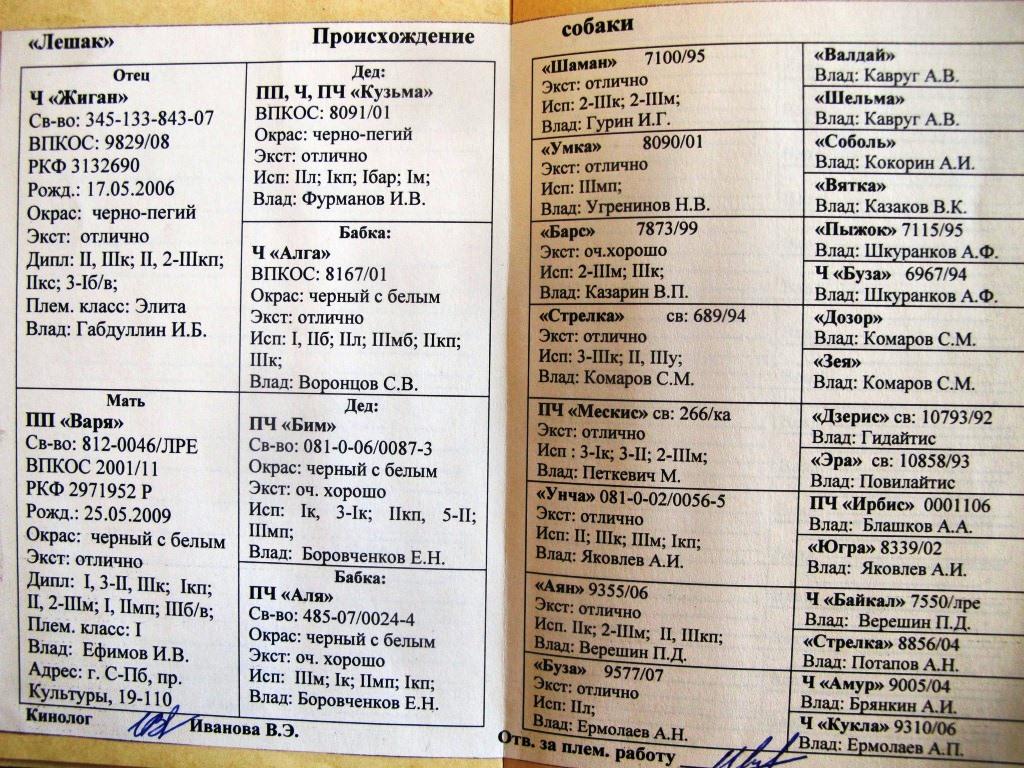 «Лешак» Происхождение
Отец
Ч «Жиган»
Св-во: 345-133-843-07
ВПКОС: 9829/08
РКФ 3132690
Рожд.: 17.05.2006
Окрас: черно-пегий
Экст: отлично
Дипл: II, IIIк; II, 2-IIIкп;
IIкс; 3-Iб/в;
Плем. класс: Элита
Влад: Габдуллин И.Б.
Мать
ПП «Варя»
Св-во: 812-0046/ЛРЕ
ВПКОС 2001/11
РКФ 2971952 Р
Рожд.: 25.05.2009
Окрас: черный с белым
Экст: отлично
Дипл: I, 3-II, IIIк; Iкп;
II, 2-IIIм; I, IIмп; IIIб/в;
Плем. класс: I
Влад: Ефимов И.В.
Адрес: г. С-Пб, пр.
Культуры, 19-110
Кинолог Иванова В.Э.
Дед:
ПП, Ч, ПЧ «Кузьма»
ВПКОС: 8091/01
Окрас: черно-пегий
Экст: отлично
Исп: IIл; Iкп; Iбар; Iм;
Влад: Фурманов И.В.
Бабка:
Ч «Алга»
ВПКОС: 8167/01
Окрас: черный с белым
Экст: отлично
Исп: I, IIб; IIл; IIIмб; IIкп;
IIIк;
Влад: Воронцов С.В.
Дед:
ПЧ «Бим»
Св-во: 081-0-06/0087-3
Окрас: черный с белым
Экст: оч. хорошо
Исп: Iк, 3-Iк; IIкп, 5-II;
IIIмп;
Влад: Боровченков Е.Н.
Бабка:
ПЧ «Аля»
Св-во: 485-07/0024-4
Окрас: черный с белым
Экст: оч. хорошо
Исп: IIIм; Iк; IIмп; Iкп;
Влад: Боровченков Е.Н.
собаки
«Шаман» 7100/95
Экст: отлично
Исп: 2-IIIк; 2-IIIм;
Влад: Гурин И.Г.
«Умка» 8090/01
Экст: отлично
Исп: IIIмп;
Влад: Угренинов Н.В.
«Барс» 7873/99
Экст: оч.хорошо
Исп: 2-IIIм; IIIк;
Влад: Казарин В.П.
«Стрелка» св: 689/94
Экст: отлично
Исп: 3-IIIк; II, IIIу;
Влад: Комаров С.М.
ПЧ «Мескис» св: 266/ка
Экст: отлично
Исп : 3-Iк; 3-II; 2-IIIм;
Влад: Петкевич М.
«Унча» 081-0-02/0056-5
Экст: отлично
Исп: II; IIIк; IIIм; Iкп;
Влад: Яковлев А.И.
«Аян» 9355/06
Экст: отлично
Исп. IIк; 2-IIIм; II, IIIкп;
Влад: Верешин П.Д.
«Буза» 9577/07
Экст: отлично
Исп: IIл;
Влад: Ермолаев А.Н.
Отв. за плем. работу
«Валдай»
Влад: Кавруг А.В.
«Шельма»
Влад: Кавруг А.В.
«Соболь»
Влад: Кокорин А.И.
«Вятка»
Влад: Казаков В.К.
«Пыжок» 7115/95
Влад: Шкуранков А.Ф.
Ч «Буза» 6967/94
Влад: Шкуранков А.Ф.
«Дозор»
Влад: Комаров С.М.
«Зея»
Влад: Комаров С.М.
«Дзерис» св: 10793/92
Влад: Гидайтис
«Эра» св: 10858/93
Влад: Повилайтис
ПЧ «Ирбис» 0001106
Влад: Блашков А.А.
«Югра» 8339/02
Влад: Яковлев А.И.
Ч «Байкал» 7550/лре
Влад: Верешин П.Д.
«Стрелка» 8856/04
Влад: Потапов А.Н.
Ч «Амур» 9005/04
Влад: Брянкин А.И.
Ч «Кукла» 9310/06
Влад: Ермолаев А.П.